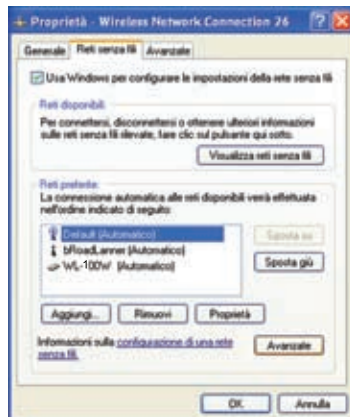 Proprietà - Wireless Network Connection 26
Generale Reti senza fili Avanzate
Usa Windows per configurare le impostazioni della rete senza fili
Reti disponibili
Per connettersi, disconnettersi o ottenere ulteriori informazioni
sulle reti senza fili rilevate, fare clic sul pulsante qui sotto.
Visualizza reti senza fili
Reti preferite:
La connessione automatica alle reti disponibili verrà effettuata
nell'ordine indicato di seguito:
Default (Automatico)
bRoadLanner (Automatico)
WL-100W (Automatico)
Sposta su
Sposta giù
Aggiungi... Rimuovi Proprietà
Informazioni sulla configurazione di una rete
senza fili.
Avanzate
OK Annulla